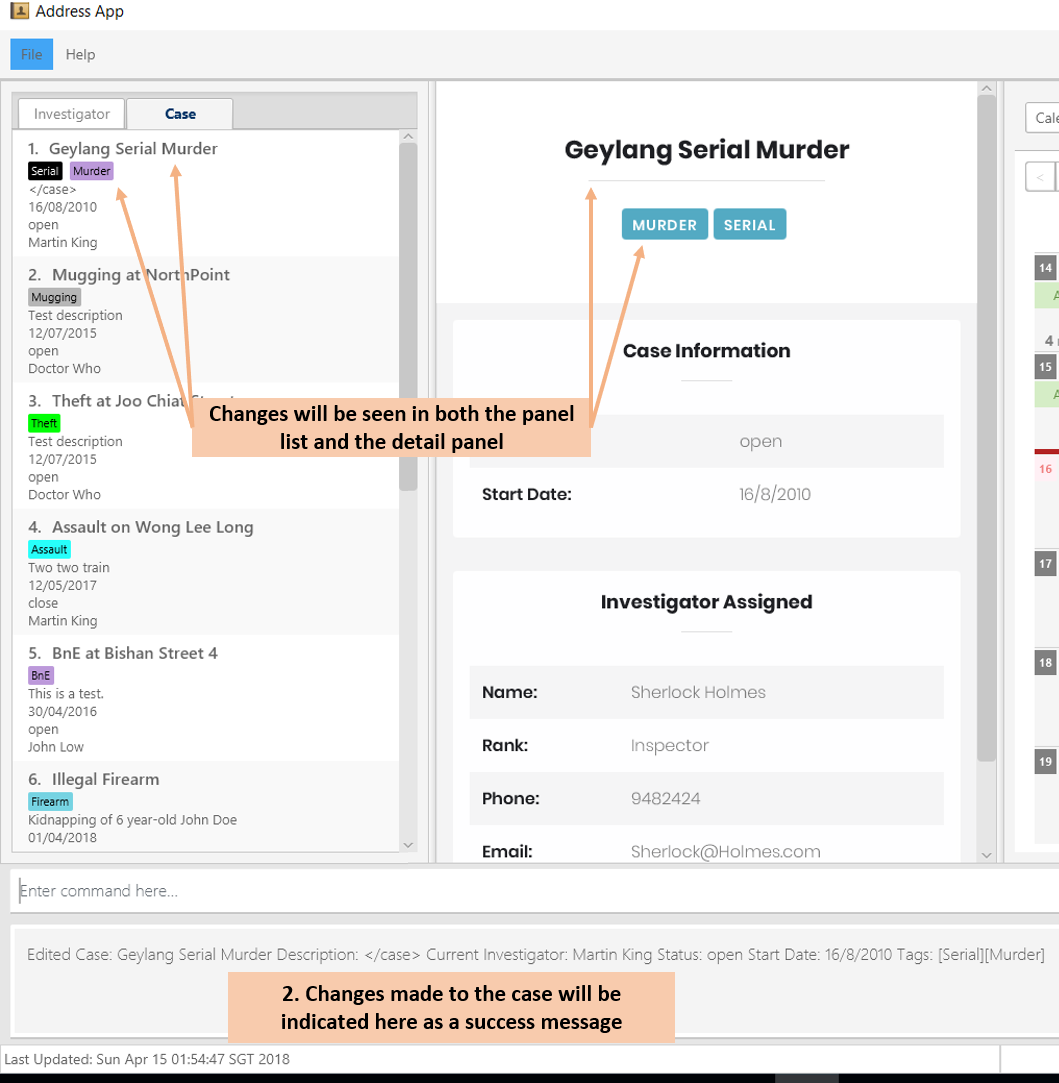 Address App
File Help
Investigator Case
1. Geylang Serial Murder
Serial Murder
</case>
16/08/2010
open
Martin King
2. Mugging at NorthPoint
Mugging
Test description
12/07/2015
open
Doctor Who
3. Theft at Joo Chiat
Theft
Test description
12/07/2015
open
Doctor Who
4. Assault on Wong Lee Long
Assault
Two two train
12/05/2017
close
Martin King
5. BnE at Bishan Street 4
BnE
This is a test.
30/04/2016
open
John Low
6. Illegal Firearm
Firearm
Kidnapping of 6 year-old John Doe
01/04/2018
Geylang Serial Murder
MURDER SERIAL
Case Information
open
Start Date: 16/8/2010
Investigator Assigned
Name: Sherlock Holmes
Rank: Inspector
Phone: 9482424
Email: Sherlock@Holmes.com
Changes will be seen in both the panel
list and the detail panel
<
14
A
4
15
A
16
17
18
19
Enter command here...
Edited Case: Geylang Serial Murder Description: </case> Current Investigator: Martin King Status: open Start Date: 16/8/2010 Tags: [Serial][Murder]
2. Changes made to the case will be
indicated here as a success message
Last Updated: Sun Apr 15 01:54:47 SGT 2018